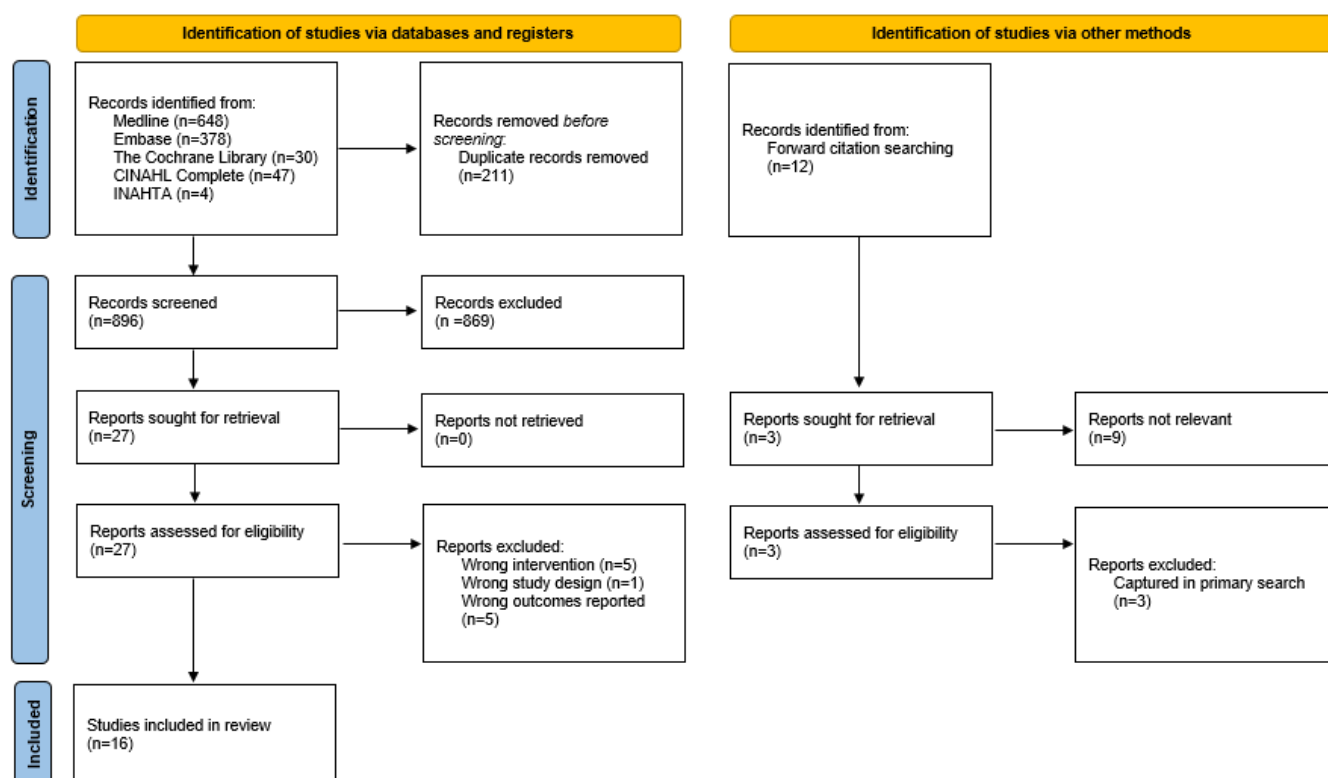 Identification of studies via databases and registers
Identification of studies via other methods
Identification
Records identified from:
Medline (n=648)
Embase (n=378)
The Cochrane Library (n=30)
CINAHL Complete (n=47)
INAHTA (n=4)
Records removed before
screening:
Duplicate records removed
(n=211)
Records identified from:
Forward citation searching
(n=12)
Screening
Records screened
(n=896)
Records excluded
(n =869)
Reports sought for retrieval
(n=27)
Reports not retrieved
(n=0)
Reports sought for retrieval
(n=3)
Reports not relevant
(n=9)
Reports assessed for eligibility
(n=27)
Reports excluded:
Wrong intervention (n=5)
Wrong study design (n=1)
Wrong outcomes reported
(n=5)
Reports assessed for eligibility
(n=3)
Reports excluded:
Captured in primary search
(n=3)
Included
Studies included in review
(n=16)